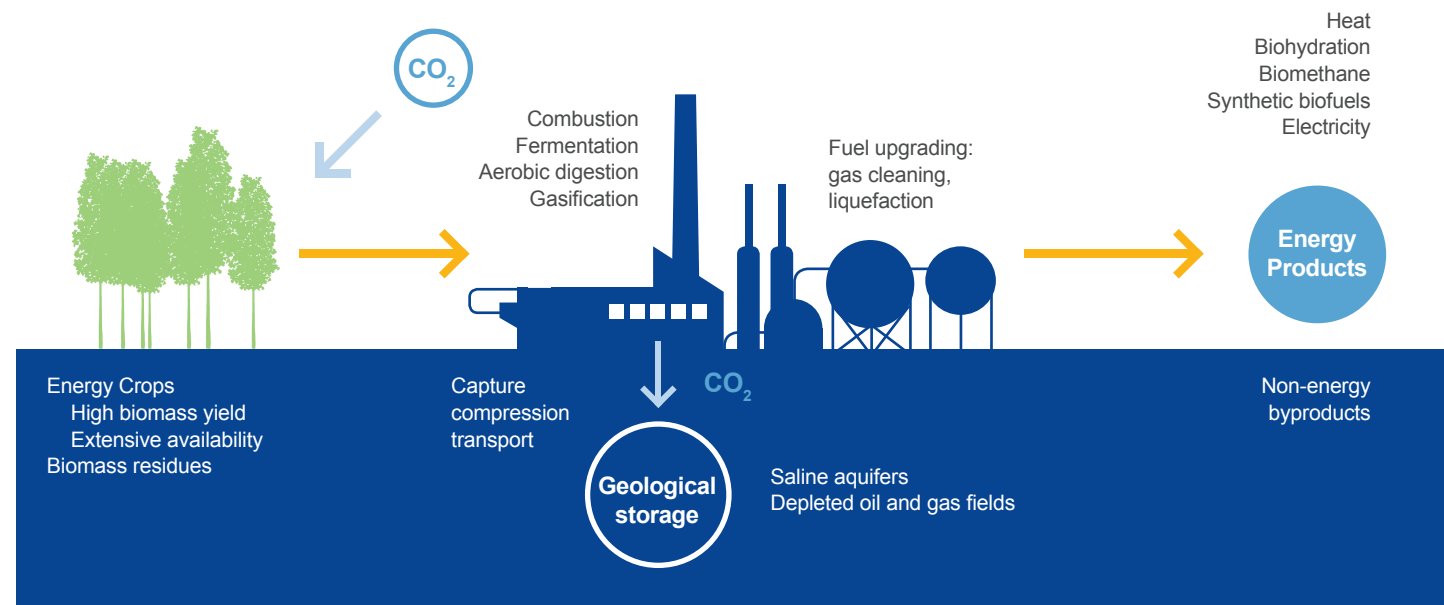 CO₂
Combustion
Fermentation
Aerobic digestion
Gasification
Fuel upgrading:
gas cleaning,
liquefaction
Heat
Biohydration
Biomethane
Synthetic biofuels
Electricity
Energy
Products
Energy Crops
High biomass yield
Extensive availability
Biomass residues
Capture
compression
transport
CO₂
Geological
storage
Saline aquifers
Depleted oil and gas fields
Non-energy
byproducts